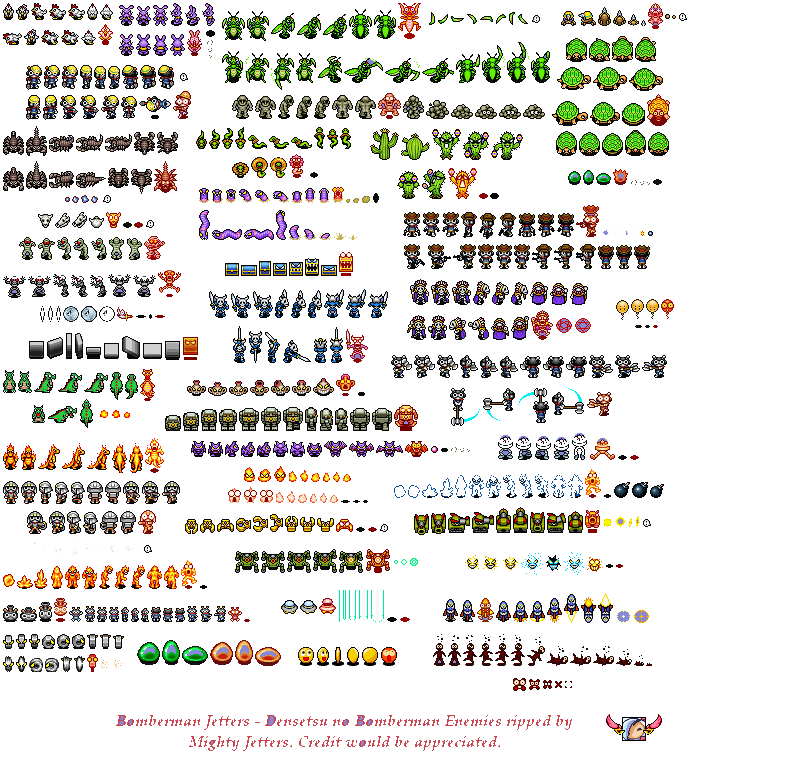 Bomberman Jetters - Densetsu no Bomberman Enemies ripped by
Mighty Jetters. Credit would be appreciated.